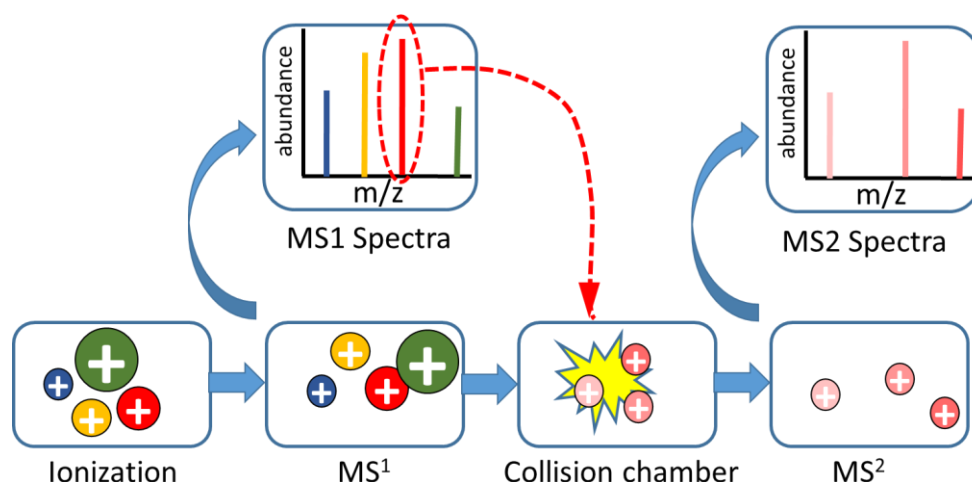 abundance
m/z
MS1 Spectra
abundance
m/z
MS2 Spectra
Ionization
MS¹
Collision chamber
MS²